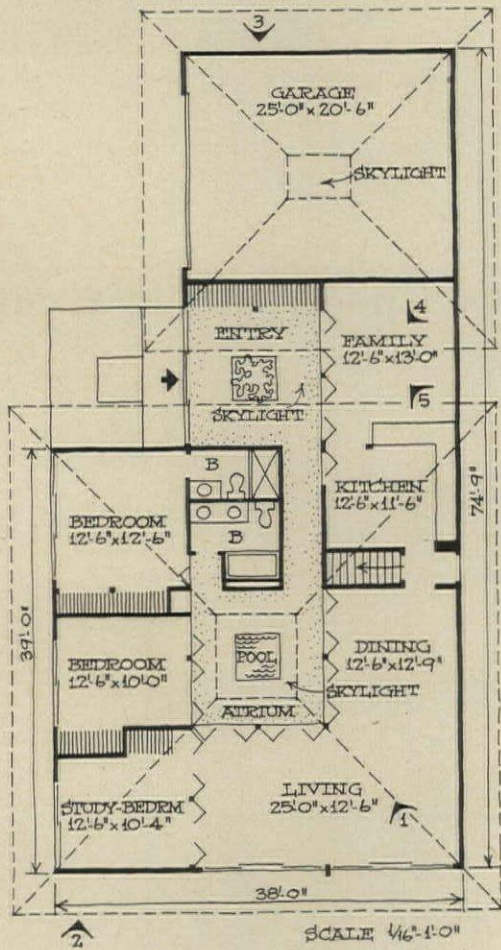 3
GARAGE
25'-0" x 20'-6"
SKYLIGHT
ENTRY
4
FAMILY
12'-6" x 13'-0"
SKYLIGHT
5
B
KITCHEN
12'-6" x 11'-6"
74'-9"
BEDROOM
12'-6" x 12'-6"
B
39'-0"
BEDROOM
12'-6" x 10'-0"
POOL
DINING
12'-6" x 12'-9"
SKYLIGHT
ATRIUM
STUDY-BEDRM
12'-6" x 10'-4"
LIVING
25'-0" x 12'-6"
1
38'-0"
2
SCALE 1/16"-1'-0"